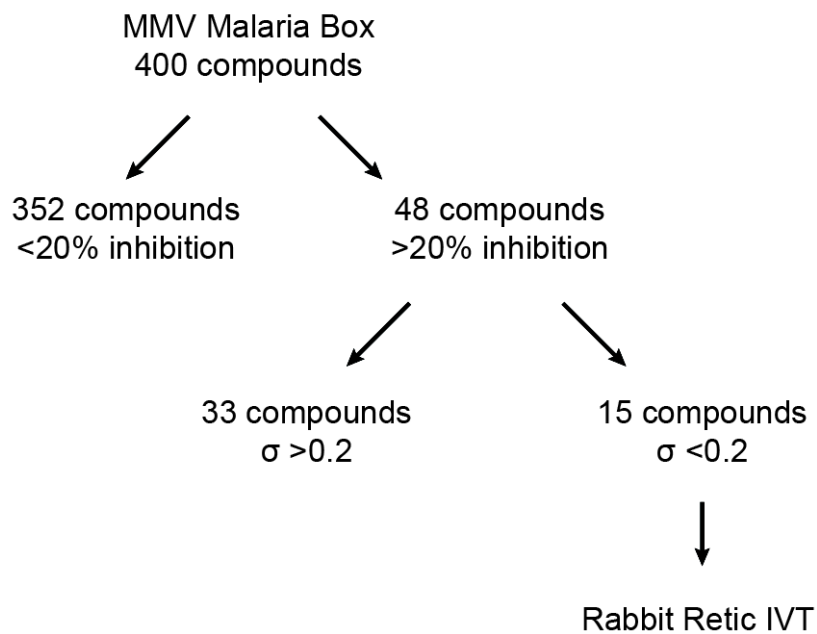 MMV Malaria Box
400 compounds
352 compounds
<20% inhibition
48 compounds
>20% inhibition
33 compounds
σ >0.2
15 compounds
σ <0.2
Rabbit Retic IVT